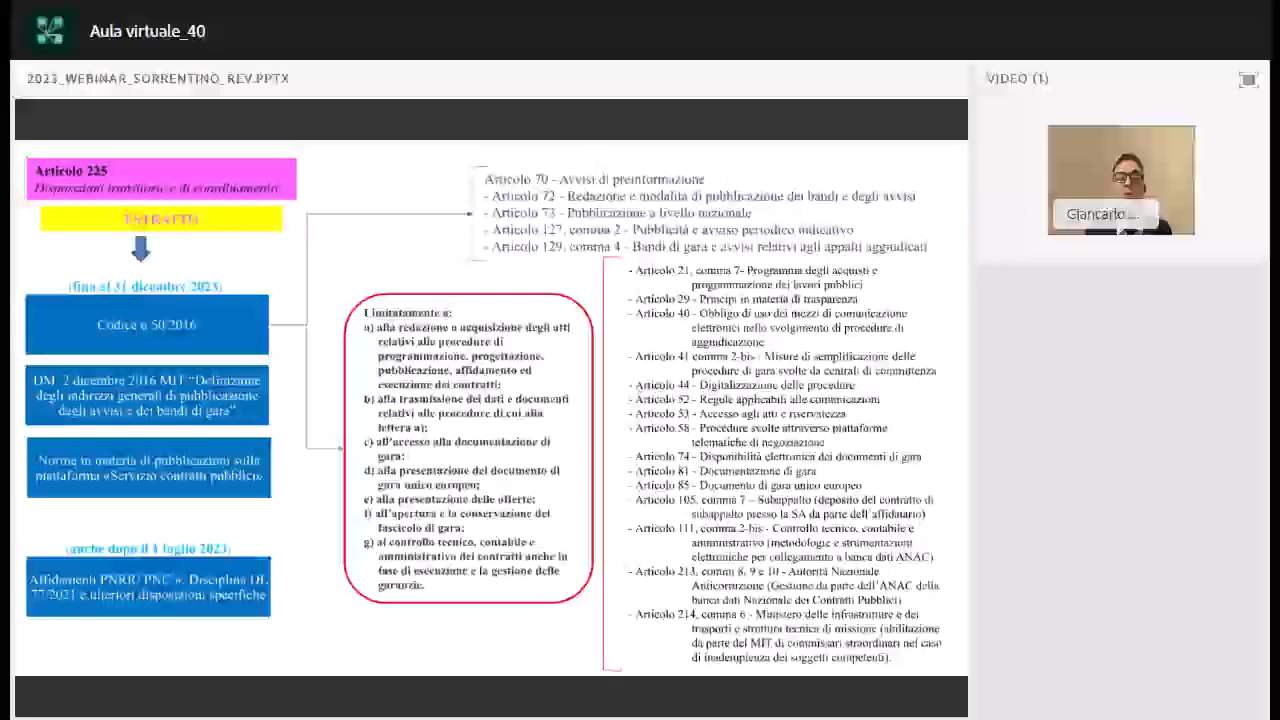 Aula virtuale_40
2023_WEBINAR_SORRENTINO_REV.PPTX
VIDEO (1)
Articolo 225
Disposizioni transitorie e di coordinamento
ESTRATTO
(fino al 31 dicembre 2023)
Codice n 50/2016
DM 2 dicembre 2016 MIT “Definizione
degli indirizzi generali di pubblicazione
degli avvisi e dei bandi di gara”
Norme in materia di pubblicazioni sulla
piattaforma «Servizio contratti pubblici»
(anche dopo il 1 luglio 2023)
Affidamenti PNRR/ PNC »: Disciplina DL
77/2021 e ulteriori disposizioni specifiche
Articolo 70 - Avvisi di preinformazione
- Articolo 72 - Redazione e modalità di pubblicazione dei bandi e degli avvisi
- Articolo 73 - Pubblicazione a livello nazionale
- Articolo 127, comma 2 - Pubblicità e avviso periodico indicativo
- Articolo 129, comma 4 - Bandi di gara e avvisi relativi agli appalti aggiudicati
Limitatamente a:
a) alla redazione o acquisizione degli atti
relativi alle procedure di
programmazione, progettazione,
pubblicazione, affidamento ed
esecuzione dei contratti;
b) alla trasmissione dei dati e documenti
relativi alle procedure di cui alla
lettera a);
c) all’accesso alla documentazione di
gara;
d) alla presentazione del documento di
gara unico europeo;
e) alla presentazione delle offerte;
f) all’apertura e la conservazione del
fascicolo di gara;
g) al controllo tecnico, contabile e
amministrativo dei contratti anche in
fase di esecuzione e la gestione delle
garanzie.
- Articolo 21, comma 7- Programma degli acquisti e
programmazione dei lavori pubblici
- Articolo 29 - Principi in materia di trasparenza
- Articolo 40 - Obbligo di uso dei mezzi di comunicazione
elettronici nello svolgimento di procedure di
aggiudicazione
- Articolo 41 comma 2-bis - Misure di semplificazione delle
procedure di gara svolte da centrali di committenza
- Articolo 44 - Digitalizzazione delle procedure
- Articolo 52 - Regole applicabili alle comunicazioni
- Articolo 53 - Accesso agli atti e riservatezza
- Articolo 58 - Procedure svolte attraverso piattaforme
telematiche di negoziazione
- Articolo 74 - Disponibilità elettronica dei documenti di gara
- Articolo 81 - Documentazione di gara
- Articolo 85 - Documento di gara unico europeo
- Articolo 105, comma 7 – Subappalto (deposito del contratto di
subappalto presso la SA da parte dell’affidatario)
- Articolo 111, comma 2-bis - Controllo tecnico, contabile e
amministrativo (metodologie e strumentazioni
elettroniche per collegamento a banca dati ANAC)
- Articolo 213, commi 8, 9 e 10 - Autorità Nazionale
Anticorruzione (Gestione da parte dell’ANAC della
banca dati Nazionale dei Contratti Pubblici)
- Articolo 214, comma 6 - Ministero delle infrastrutture e dei
trasporti e struttura tecnica di missione (abilitazione
da parte del MIT di commissari straordinari nel caso
di inadempienza dei soggetti competenti).
Giancarlo ...